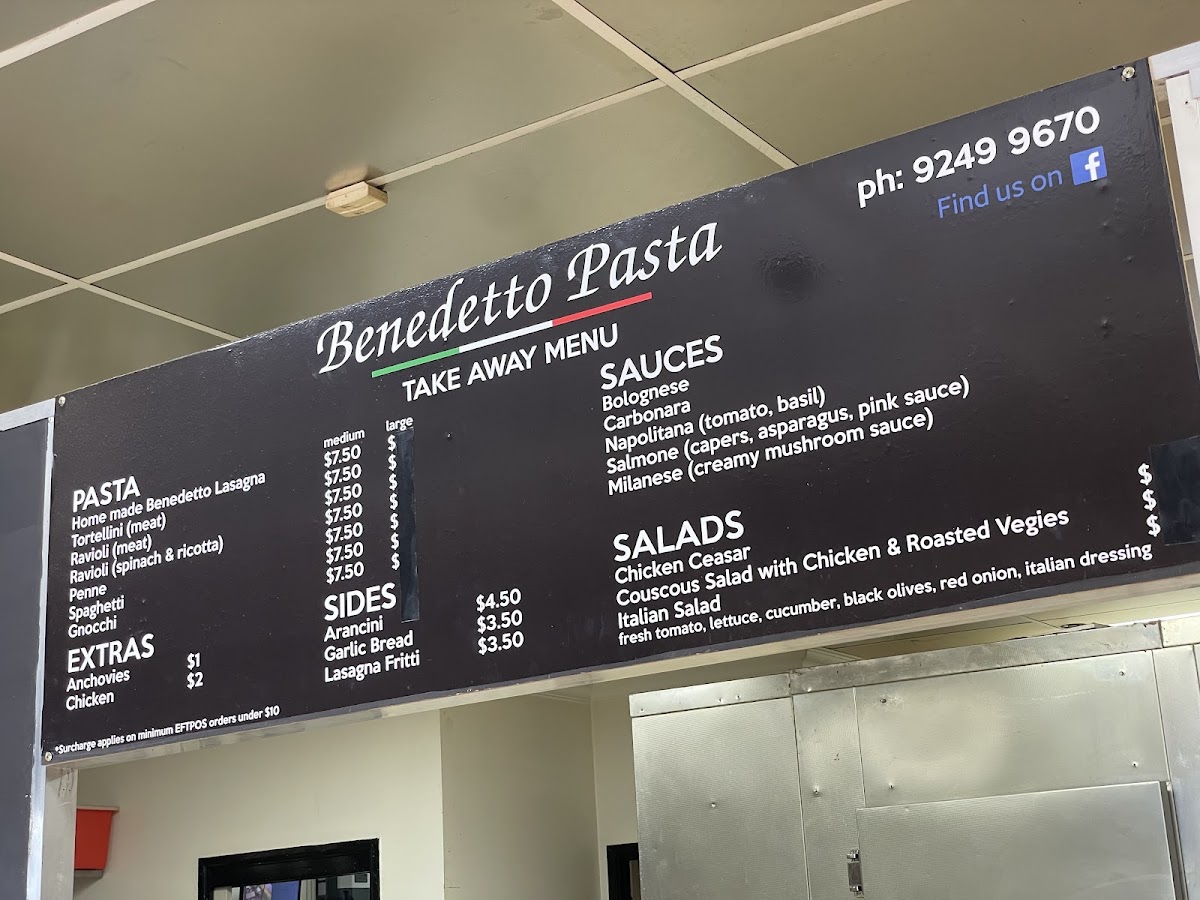 Benedetto Pasta
TAKE AWAY MENU
ph: 9249 9670
Find us on f
medium large
PASTA
Home made Benedetto Lasagna $7.50 $
Tortellini (meat) $7.50 $
Ravioli (meat) $7.50 $
Ravioli (spinach & ricotta) $7.50 $
Penne $7.50 $
Spaghetti $7.50 $
Gnocchi $7.50 $
EXTRAS
Anchovies $1
Chicken $2
*Surcharge applies on minimum EFTPOS orders under $10
SIDES
Arancini $4.50
Garlic Bread $3.50
Lasagna Fritti $3.50
SAUCES
Bolognese
Carbonara
Napolitana (tomato, basil)
Salmone (capers, asparagus, pink sauce)
Milanese (creamy mushroom sauce)
SALADS
Chicken Ceasar $
Couscous Salad with Chicken & Roasted Vegies $
Italian Salad $
fresh tomato, lettuce, cucumber, black olives, red onion, italian dressing